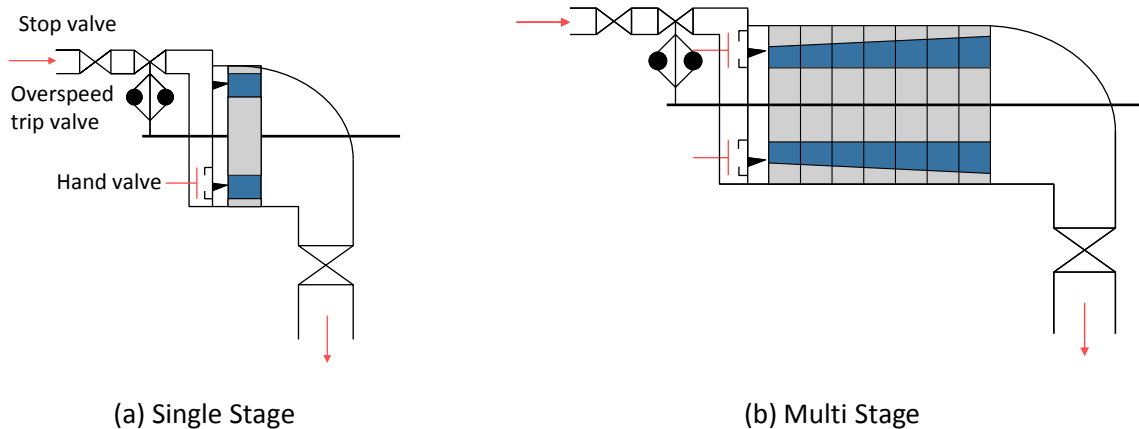 Stop valve
Overspeed
trip valve
Hand valve
(a) Single Stage
(b) Multi Stage